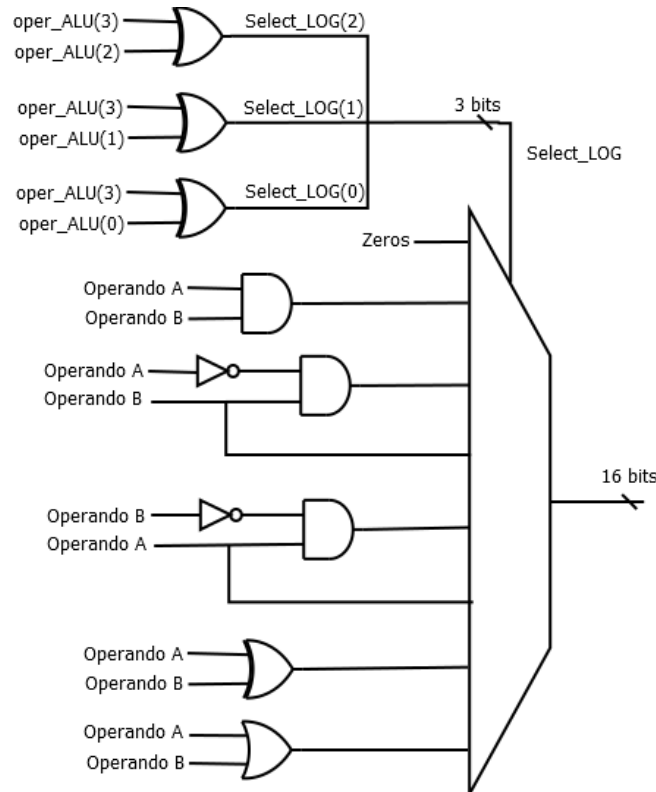 oper_ALU(3)
oper_ALU(2)
Select_LOG(2)
oper_ALU(3)
oper_ALU(1)
Select_LOG(1)
3 bits
Select_LOG
oper_ALU(3)
oper_ALU(0)
Select_LOG(0)
Zeros
Operando A
Operando B
Operando A
Operando B
16 bits
Operando B
Operando A
Operando A
Operando B
Operando A
Operando B